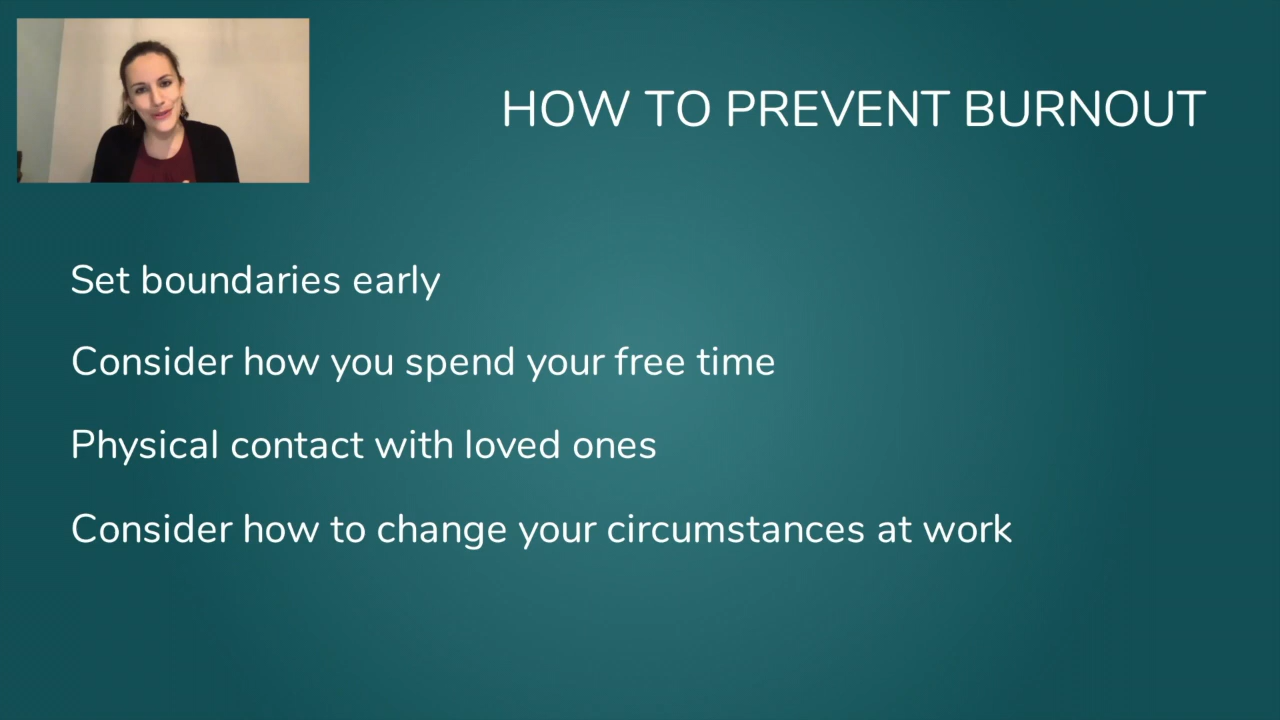 HOW TO PREVENT BURNOUT
Set boundaries early
Consider how you spend your free time
Physical contact with loved ones
Consider how to change your circumstances at work